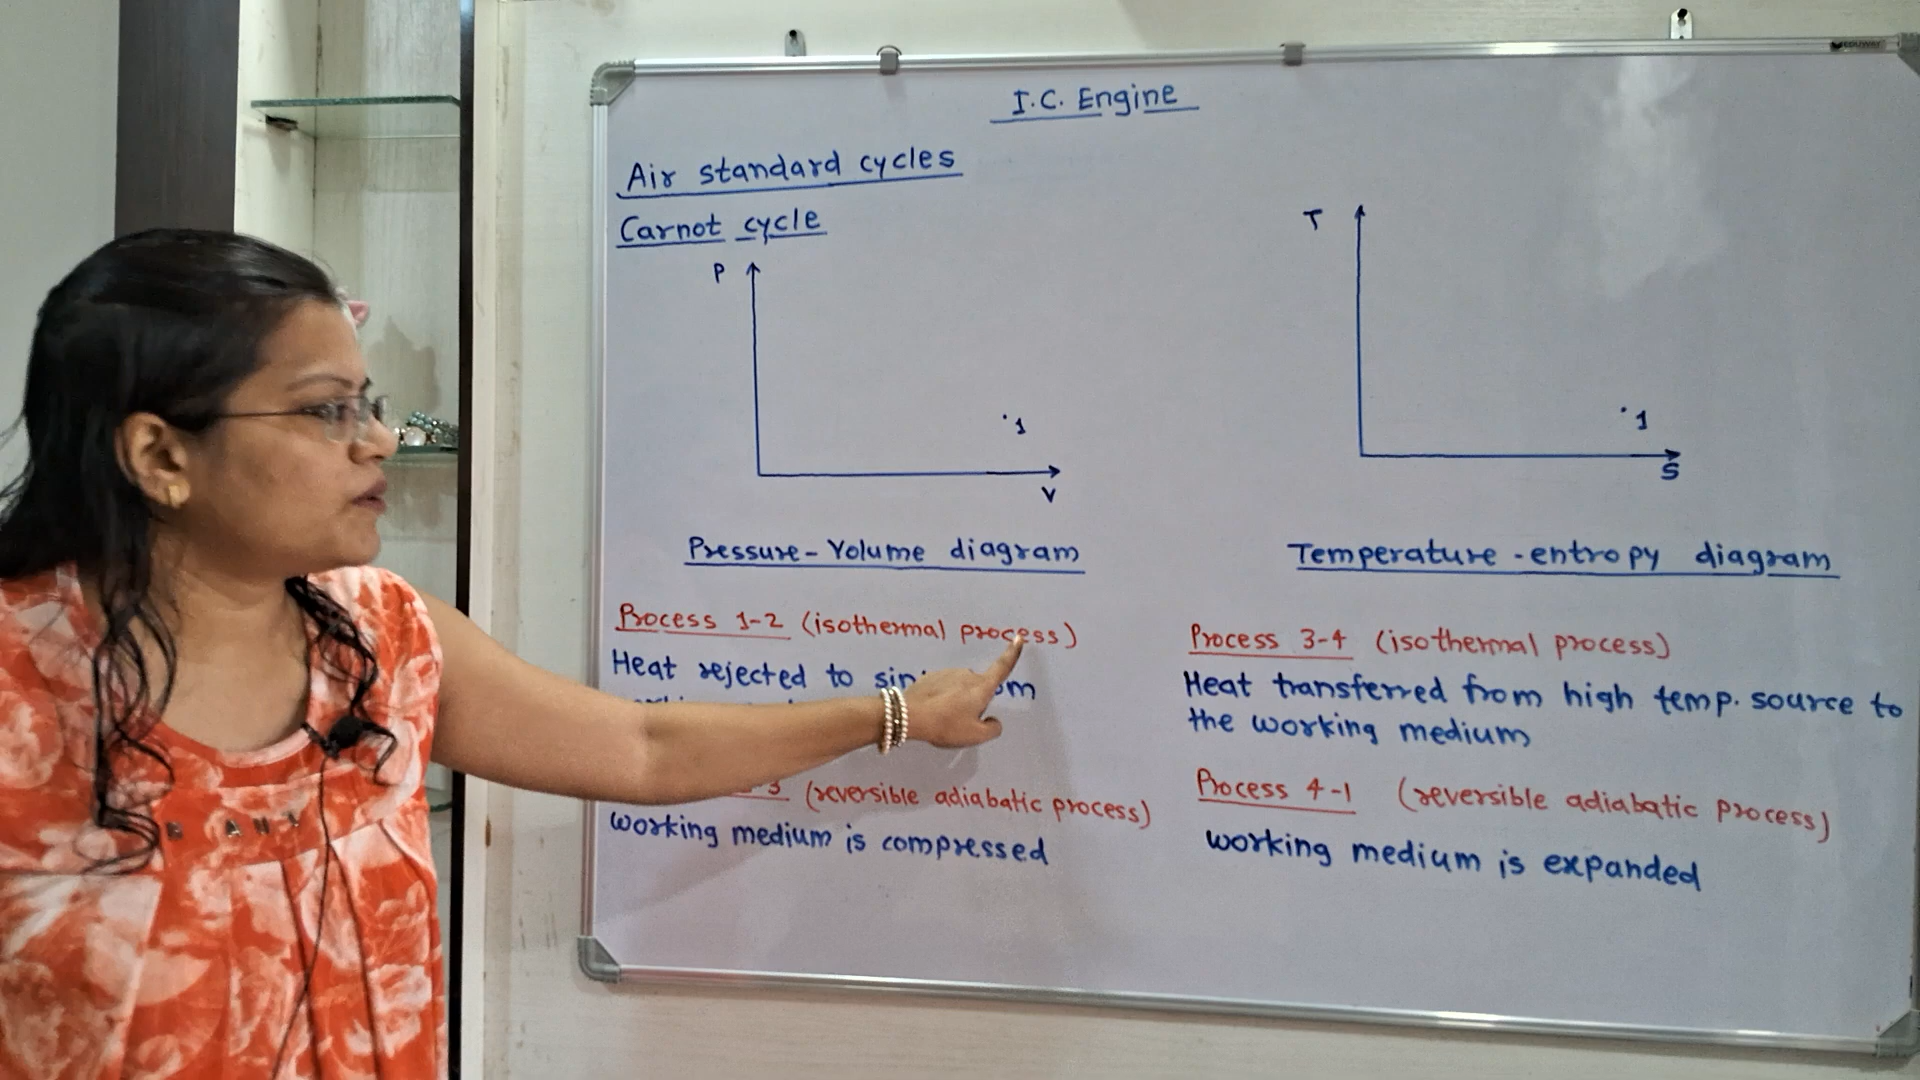 EDUWAY
I.C. Engine
Air standard cycles
Carnot cycle
P
1
V
T
1
S
Pressure-Volume diagram
Temperature-entropy diagram
Process 1-2 (isothermal process)
Heat rejected to
3 (reversible adiabatic process)
working medium is compressed
Process 3-4 (isothermal process)
Heat transferred from high temp. source to
the working medium
Process 4-1 (reversible adiabatic process)
working medium is expanded